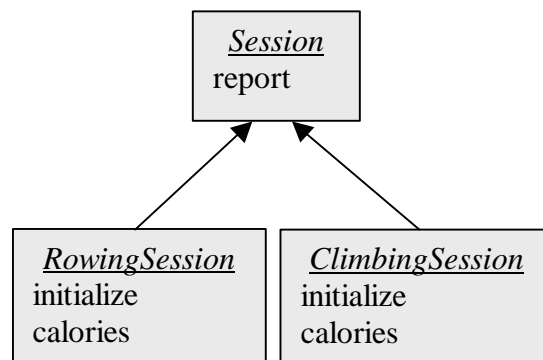 Session
report
RowingSession
initialize
calories
ClimbingSession
initialize
calories